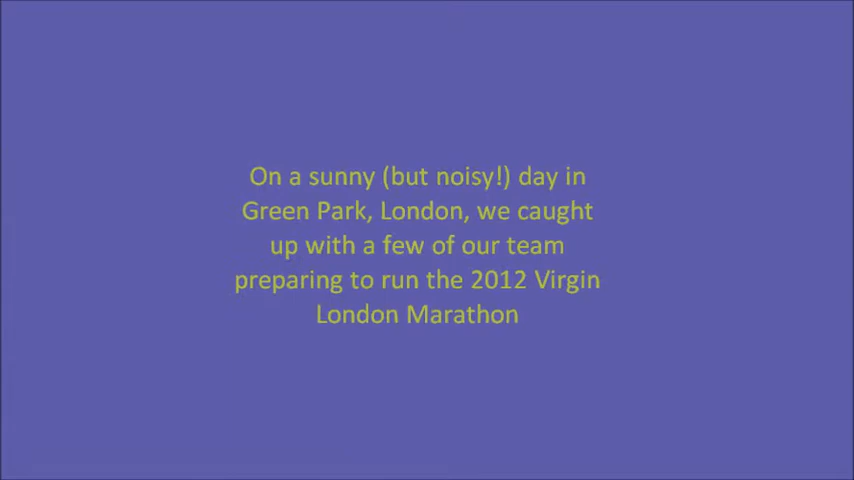 On a sunny (but noisy!) day in
Green Park, London, we caught
up with a few of our team
preparing to run the 2012 Virgin
London Marathon